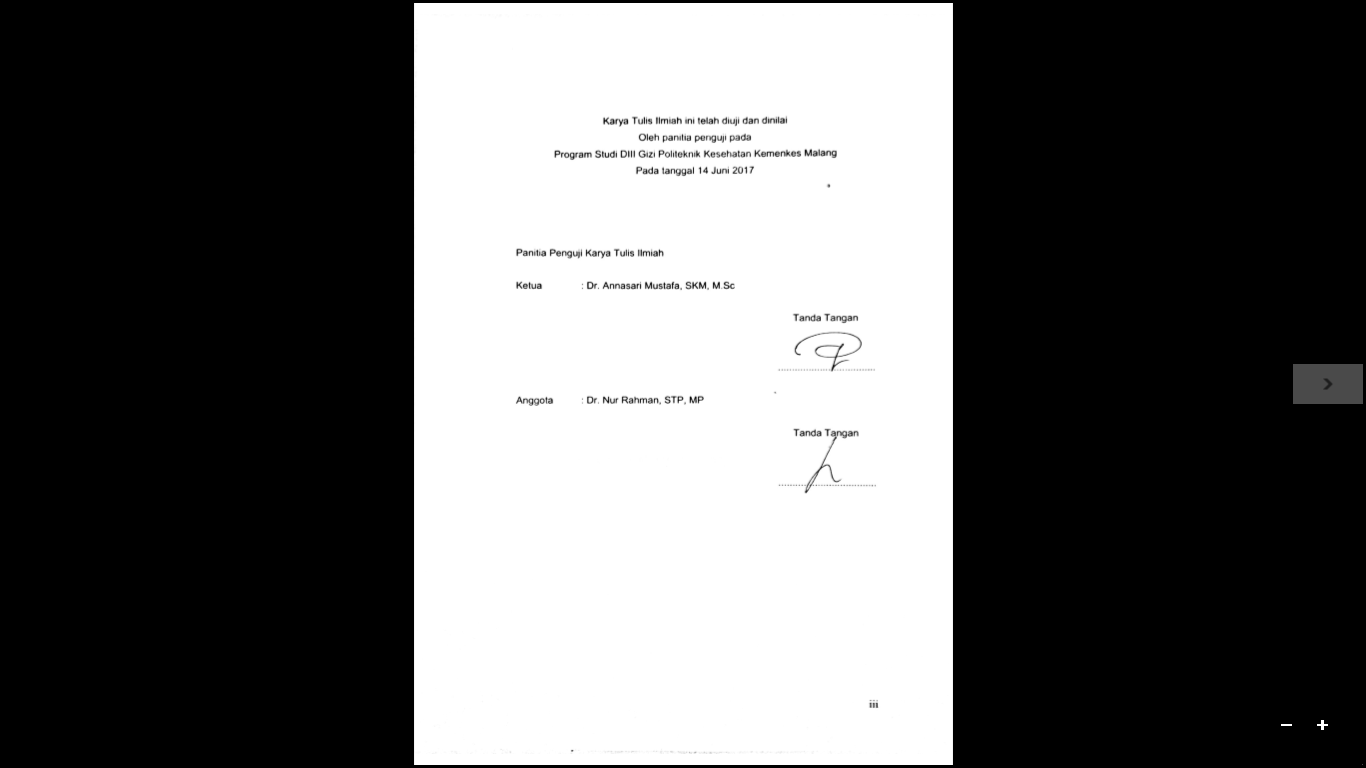 Karya Tulis Ilmiah ini telah diuji dan dinilai
Oleh panitia penguji pada
Program Studi DIII Gizi Politeknik Kesehatan Kemenkes Malang
Pada tanggal 14 Juni 2017
Panitia Penguji Karya Tulis Ilmiah
Ketua : Dr. Annasari Mustafa, SKM, M.Sc
Tanda Tangan
Anggota : Dr. Nur Rahman, STP, MP
Tanda Tangan
iii